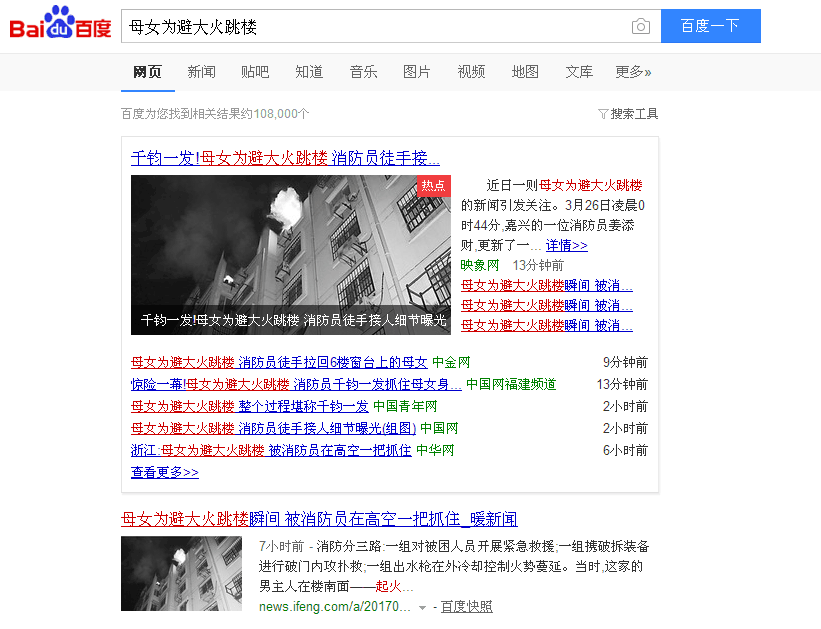 Bai du 百度
母女为避大火跳楼
百度一下
网页 新闻 贴吧 知道 音乐 图片 视频 地图 文库 更多»
百度为您找到相关结果约108,000个
搜索工具
千钧一发!母女为避大火跳楼 消防员徒手接...
热点
千钧一发!母女为避大火跳楼 消防员徒手接人细节曝光
近日一则母女为避大火跳楼
的新闻引发关注。3月26日凌晨0
时44分,嘉兴的一位消防员姜添
财,更新了一... 详情>>
映象网 13分钟前
母女为避大火跳楼瞬间 被消...
母女为避大火跳楼瞬间 被消...
母女为避大火跳楼瞬间 被消...
母女为避大火跳楼 消防员徒手拉回6楼窗台上的母女 中金网 9分钟前
惊险一幕!母女为避大火跳楼 消防员千钧一发抓住母女身... 中国网福建频道 13分钟前
母女为避大火跳楼 整个过程堪称千钧一发 中国青年网 2小时前
母女为避大火跳楼 消防员徒手接人细节曝光(组图) 中国网 2小时前
浙江:母女为避大火跳楼 被消防员在高空一把抓住 中华网 6小时前
查看更多>>
母女为避大火跳楼瞬间 被消防员在高空一把抓住_暖新闻
7小时前 - 消防分三路:一组对被困人员开展紧急救援;一组携破拆装备
进行破门内攻扑救;一组出水枪在外冷却控制火势蔓延。当时,这家的
男主人在楼南面——起火...
news.ifeng.com/a/20170... - 百度快照